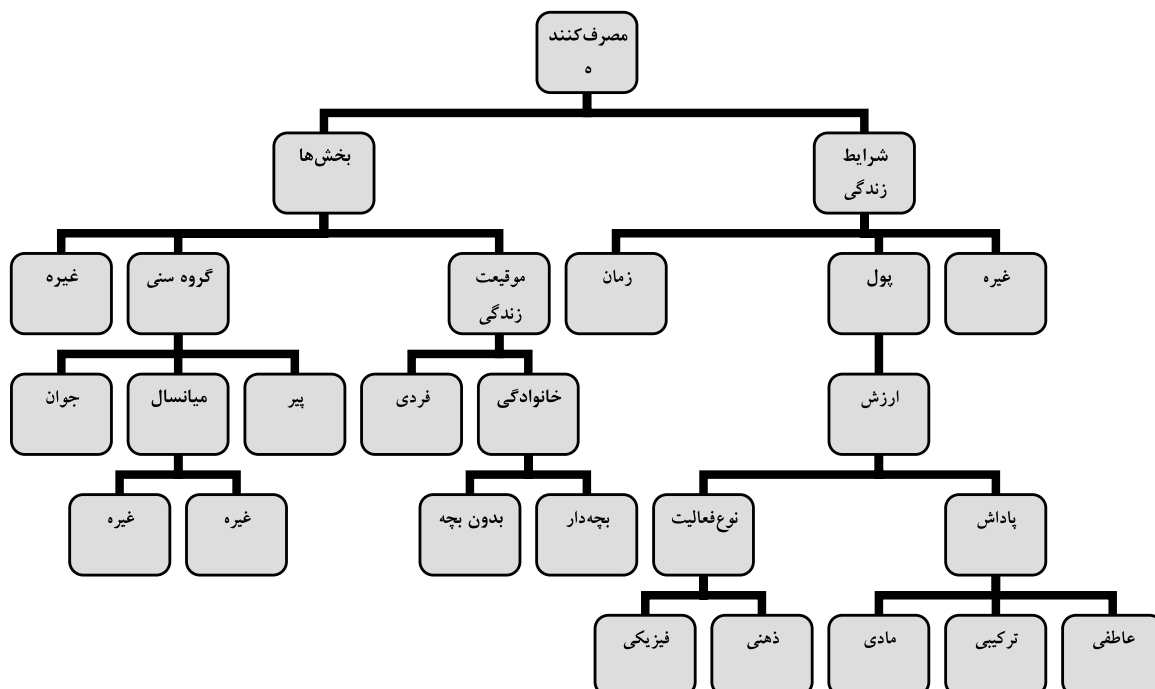 مصرف‌کنند
ه
شرایط
زندگی
بخش‌ها
غیره
پول
زمان
موقیعت
زندگی
گروه سنی
غیره
ارزش
خانوادگی
فردی
پیر
میانسال
جوان
پاداش
نوع‌فعالیت
بچه‌دار
بدون بچه
غیره
غیره
عاطفی
ترکیبی
مادی
ذهنی
فیزیکی